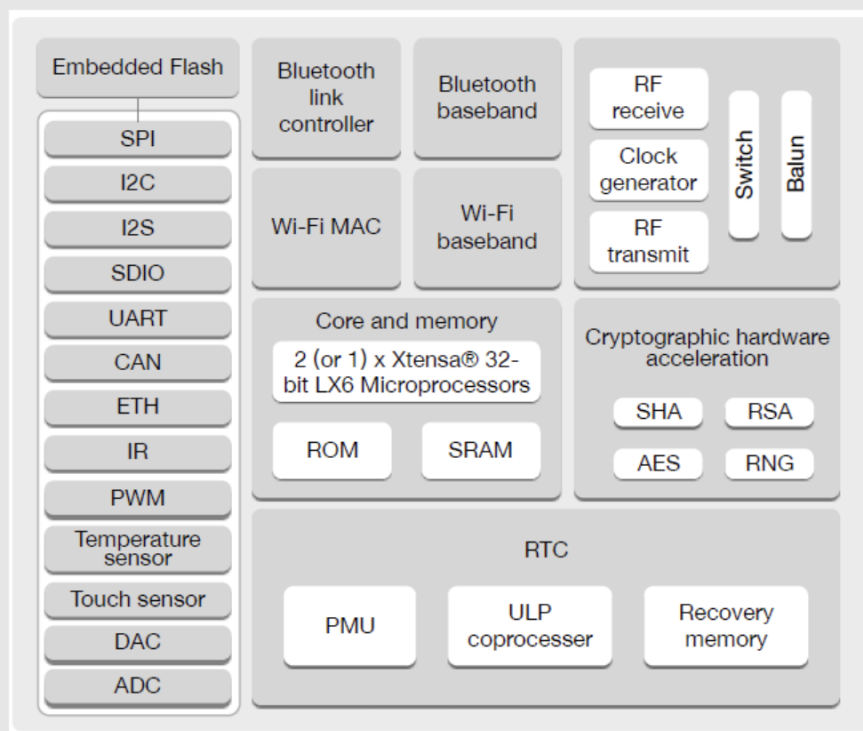 Embedded Flash
SPI
I2C
I2S
SDIO
UART
CAN
ETH
IR
PWM
Temperature
sensor
Touch sensor
DAC
ADC
Bluetooth
link
controller
Bluetooth
baseband
Wi-Fi MAC
Wi-Fi
baseband
RF
receive
Clock
generator
RF
transmit
Switch
Balun
Core and memory
2 (or 1) x Xtensa® 32-
bit LX6 Microprocessors
ROM
SRAM
Cryptographic hardware
acceleration
SHA
RSA
AES
RNG
RTC
PMU
ULP
coprocesser
Recovery
memory